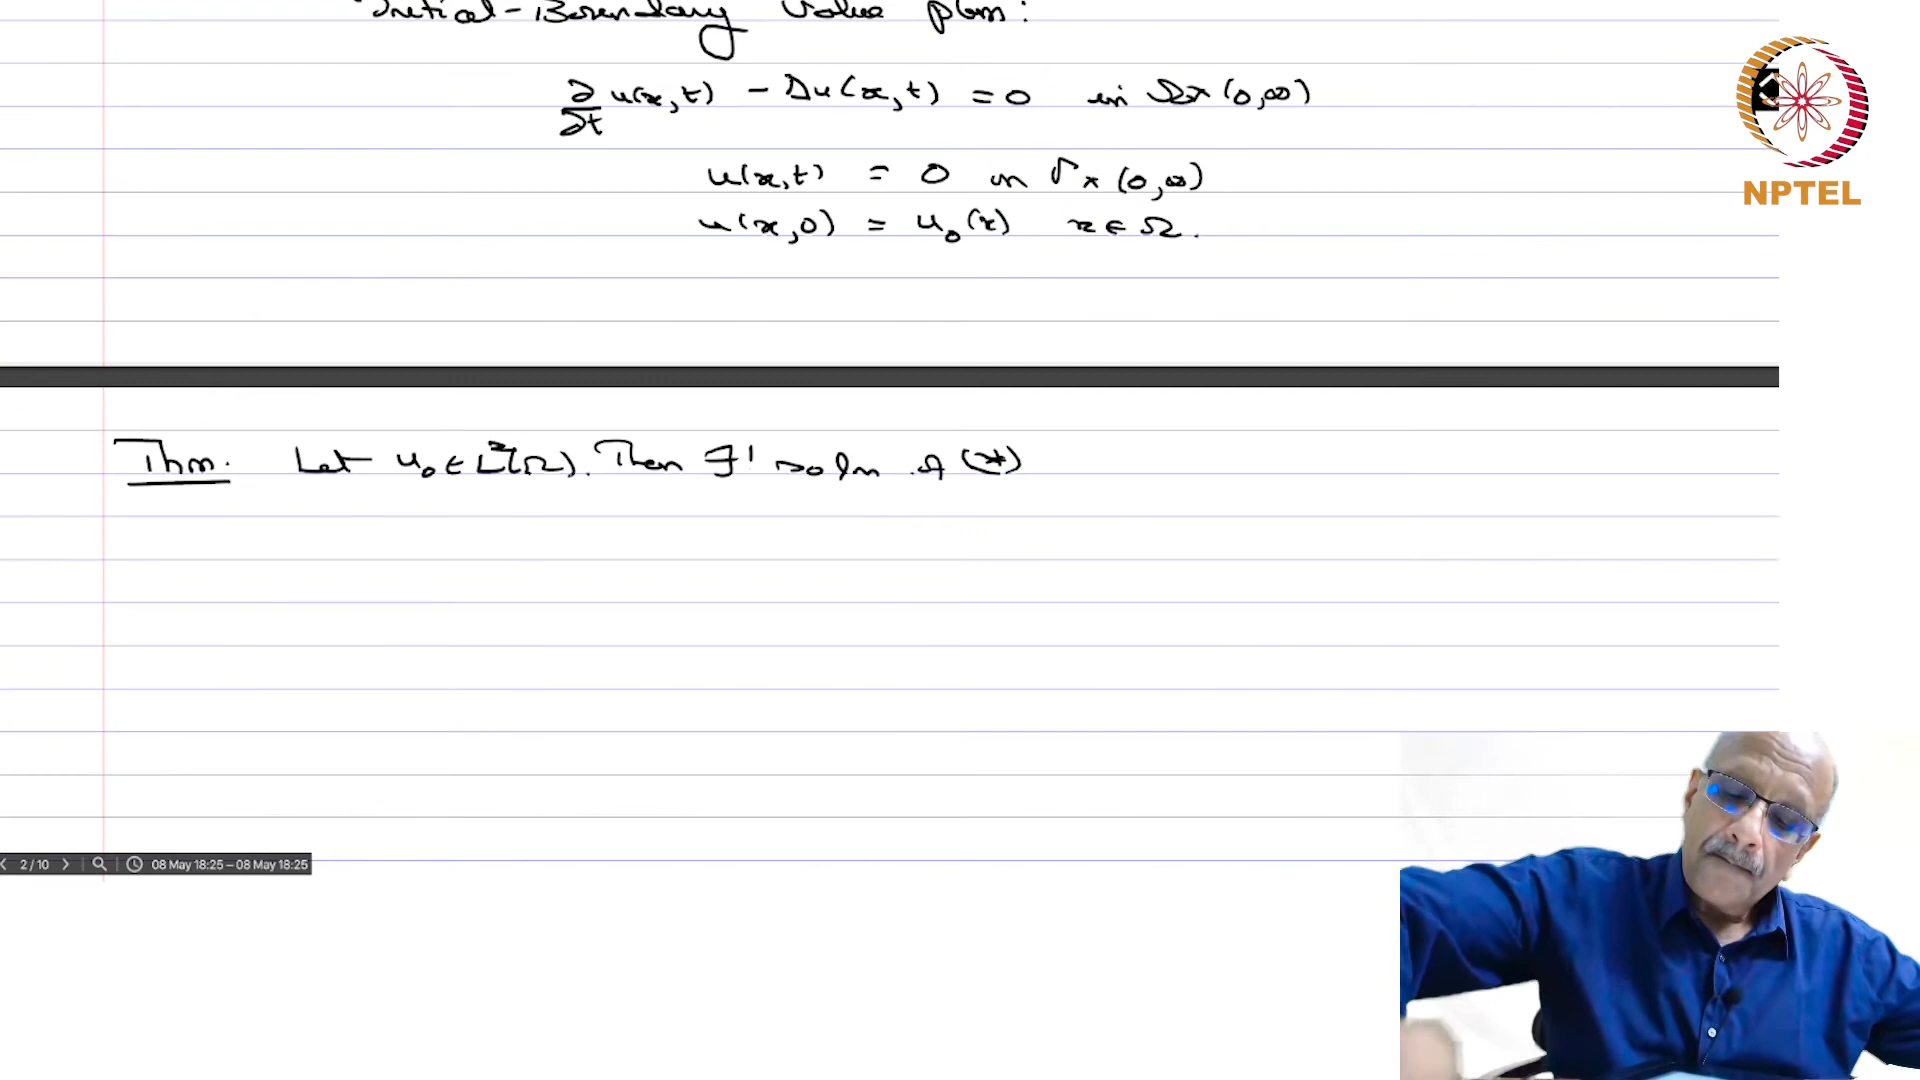 Initial-Boundary Value pbm:
∂/∂t u(x,t) - Δu(x,t) = 0 in Ω×(0,∞)
u(x,t) = 0 on Γ×(0,∞)
u(x,0) = u₀(x) x∈Ω.
NPTEL
Thm. Let u₀∈L²(Ω). Then ∃! soln of (*)
2/10 08 May 18:25 – 08 May 18:25